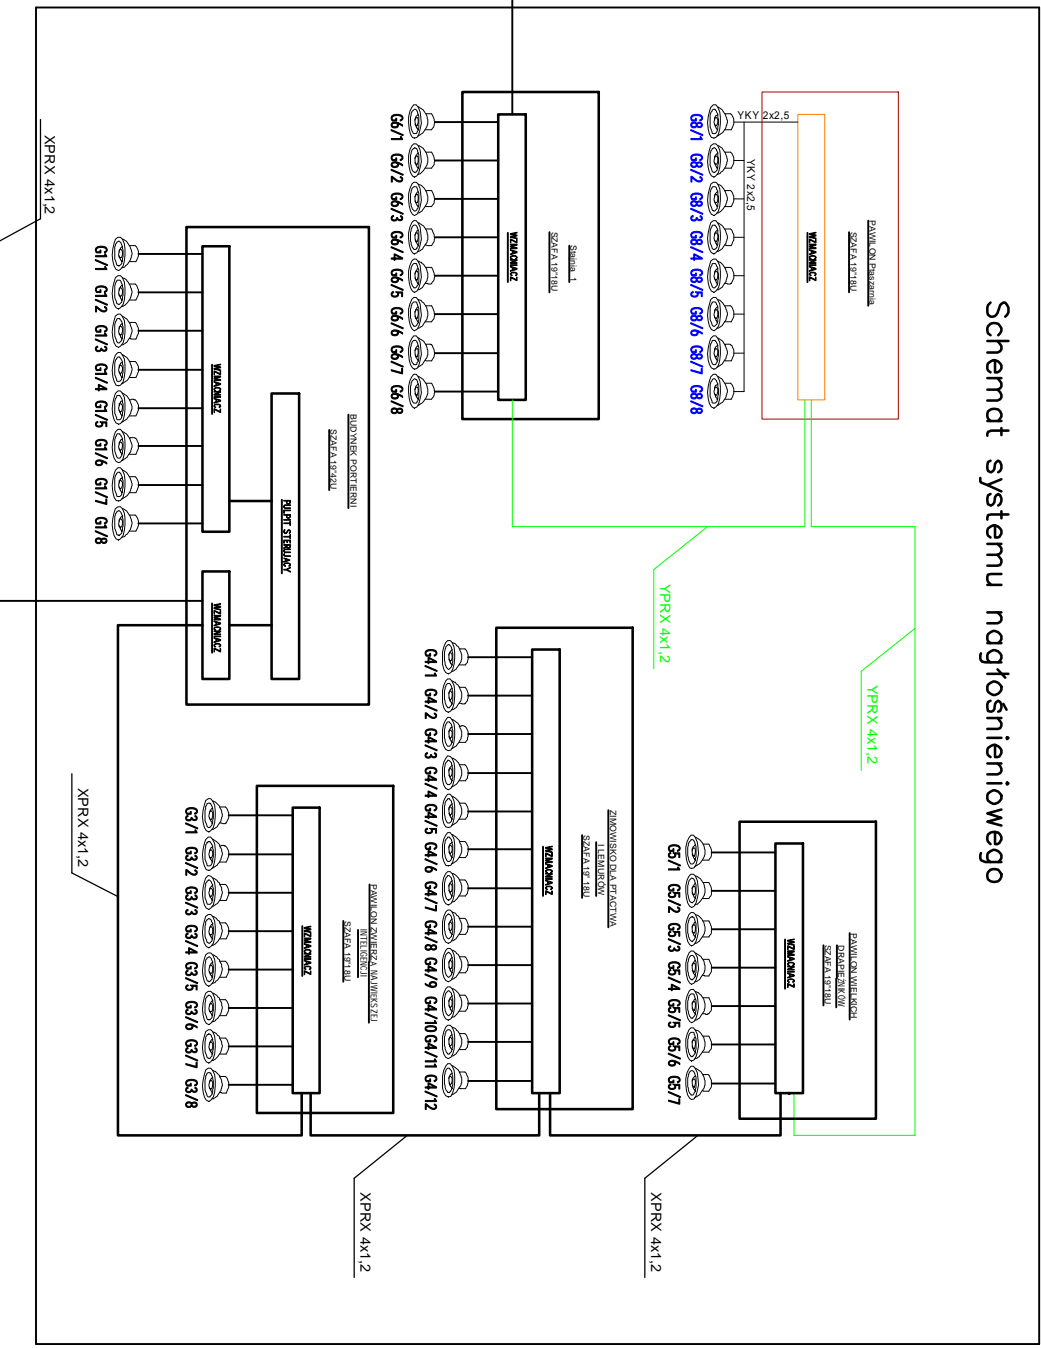 Schemat systemu nagłośnieniowego
PAWILON Ptaszarnia
SZAFA 19"18U
WZMACNIACZ
YKY 2x2,5
YKY 2x2,5
G8/1 G8/2 G8/3 G8/4 G8/5 G8/6 G8/7 G8/8
YPRX 4x1,2
PAWILON WIELKICH
DRAPIEŻNIKÓW
SZAFA 19"18U
WZMACNIACZ
G5/1 G5/2 G5/3 G5/4 G5/5 G5/6 G5/7
YPRX 4x1,2
XPRX 4x1,2
Stajnia 1
SZAFA 19"18U
WZMACNIACZ
G6/1 G6/2 G6/3 G6/4 G6/5 G6/6 G6/7 G6/8
ZIMOWISKO DLA PTACTWA
I LEMURÓW
SZAFA 19" 18U
WZMACNIACZ
G4/1 G4/2 G4/3 G4/4 G4/5 G4/6 G4/7 G4/8 G4/9 G4/10 G4/11 G4/12
XPRX 4x1,2
BUDYNEK PORTIERNI
SZAFA 19"42U
PULPIT STERUJACY
WZMACNIACZ
WZMACNIACZ
G1/1 G1/2 G1/3 G1/4 G1/5 G1/6 G1/7 G1/8
PAWILON ZWIERZA NAJWIEKSZEJ
INTELIGENCJI
SZAFA 19"18U
WZMACNIACZ
G3/1 G3/2 G3/3 G3/4 G3/5 G3/6 G3/7 G3/8
XPRX 4x1,2
XPRX 4x1,2